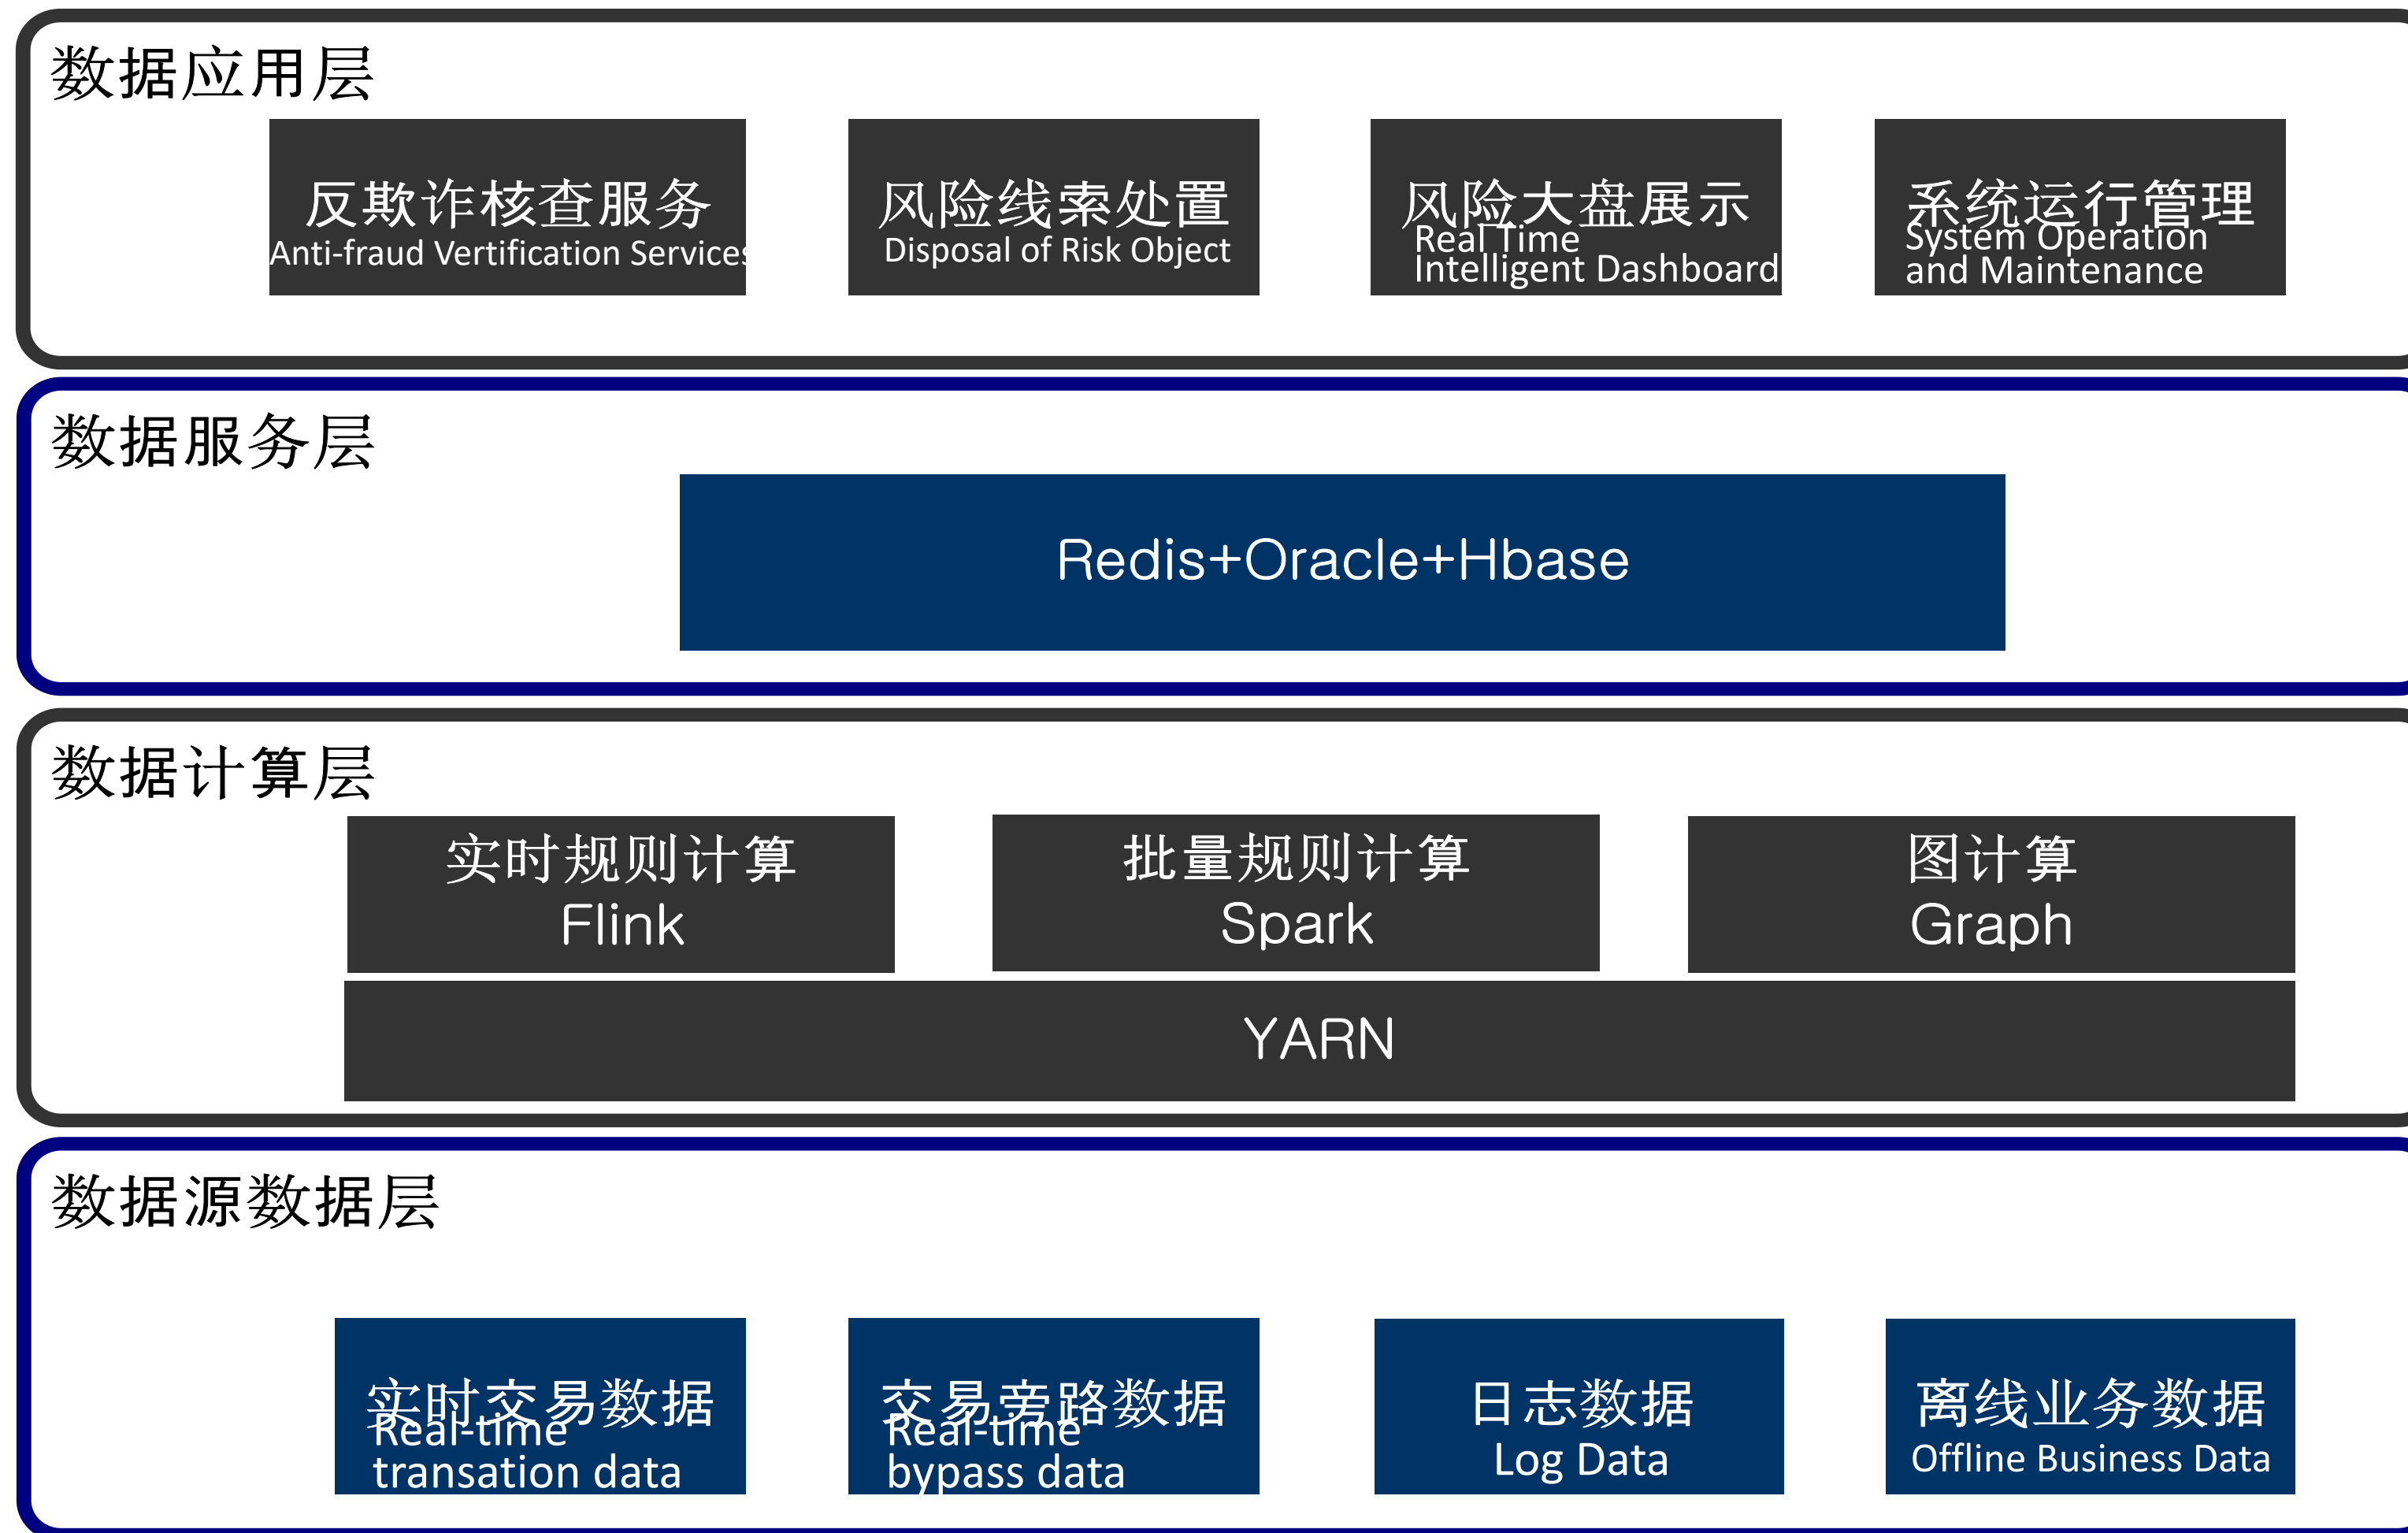 数据应用层
反欺诈核查服务
Anti-fraud Vertification Services
风险线索处置
Disposal of Risk Object
风险大盘展示
Real Time
Intelligent Dashboard
系统运行管理
System Operation
and Maintenance
数据服务层
Redis+Oracle+Hbase
数据计算层
实时规则计算
Flink
批量规则计算
Spark
图计算
Graph
YARN
数据源数据层
实时交易数据
Real-time
transation data
交易旁路数据
Real-time
bypass data
日志数据
Log Data
离线业务数据
Offline Business Data